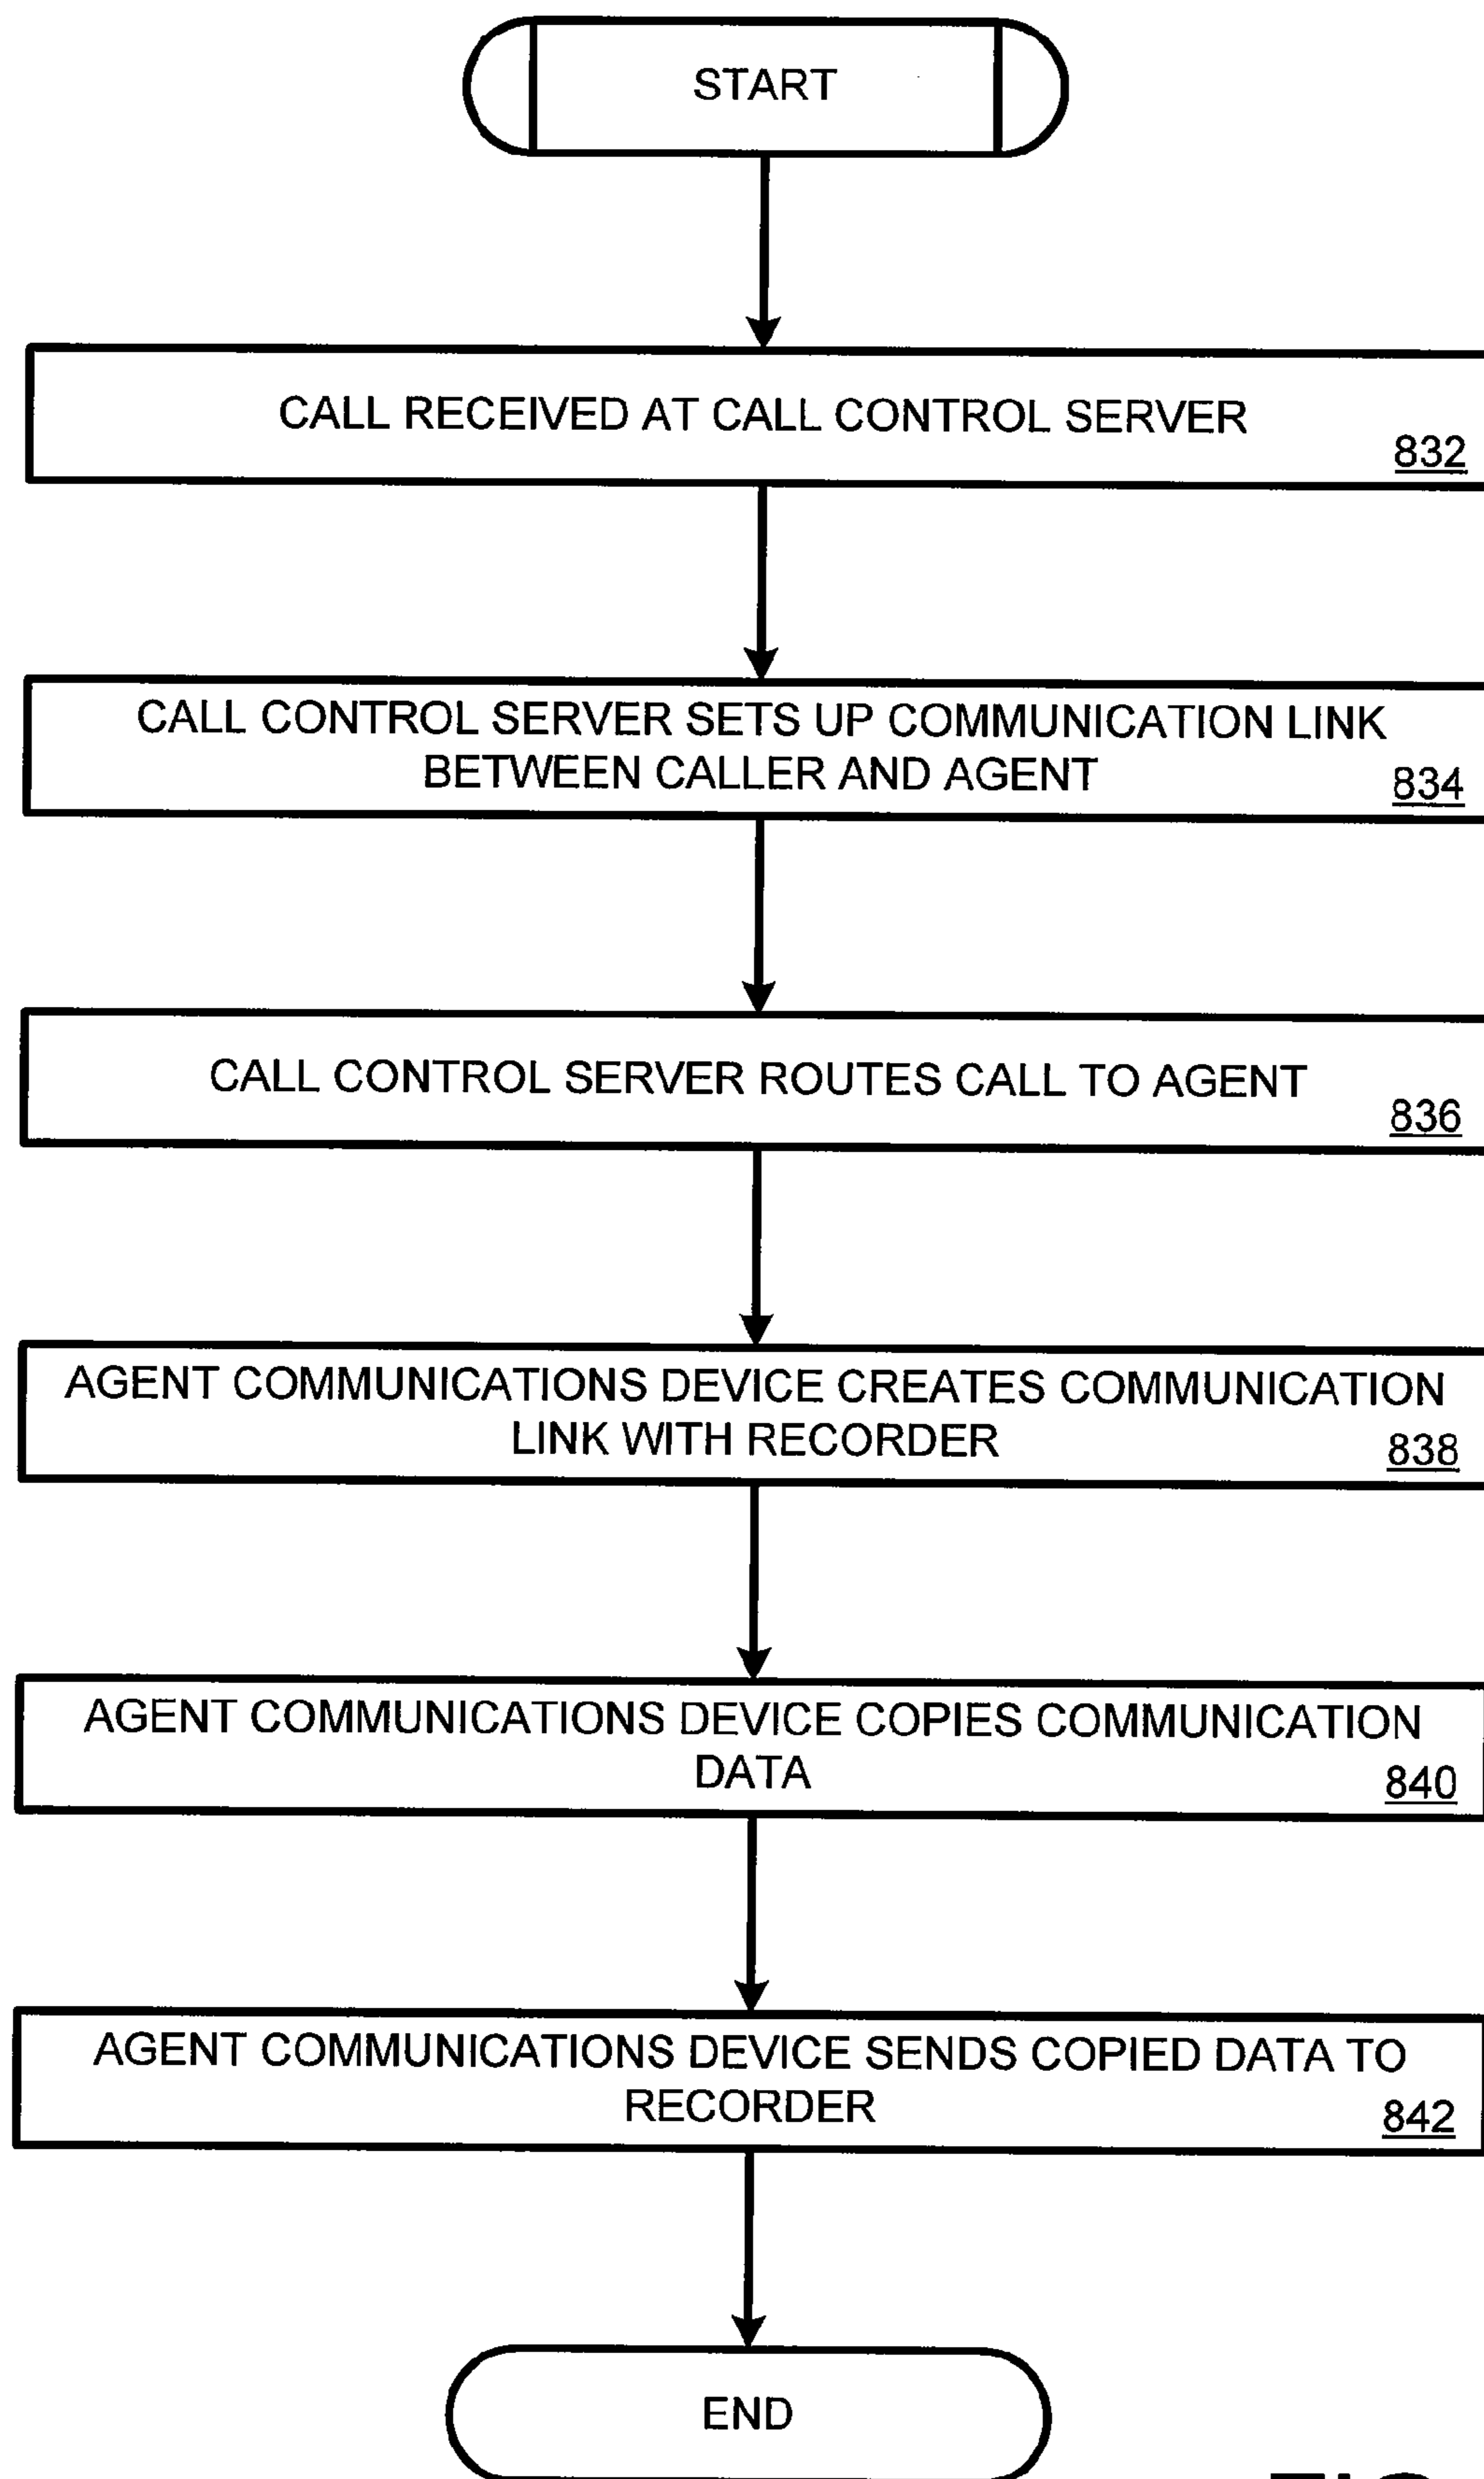 START
CALL RECEIVED AT CALL CONTROL SERVER
832
CALL CONTROL SERVER SETS UP COMMUNICATION LINK
BETWEEN CALLER AND AGENT
834
CALL CONTROL SERVER ROUTES CALL TO AGENT
836
AGENT COMMUNICATIONS DEVICE CREATES COMMUNICATION
LINK WITH RECORDER
838
AGENT COMMUNICATIONS DEVICE COPIES COMMUNICATION
DATA
840
AGENT COMMUNICATIONS DEVICE SENDS COPIED DATA TO
RECORDER
842
END